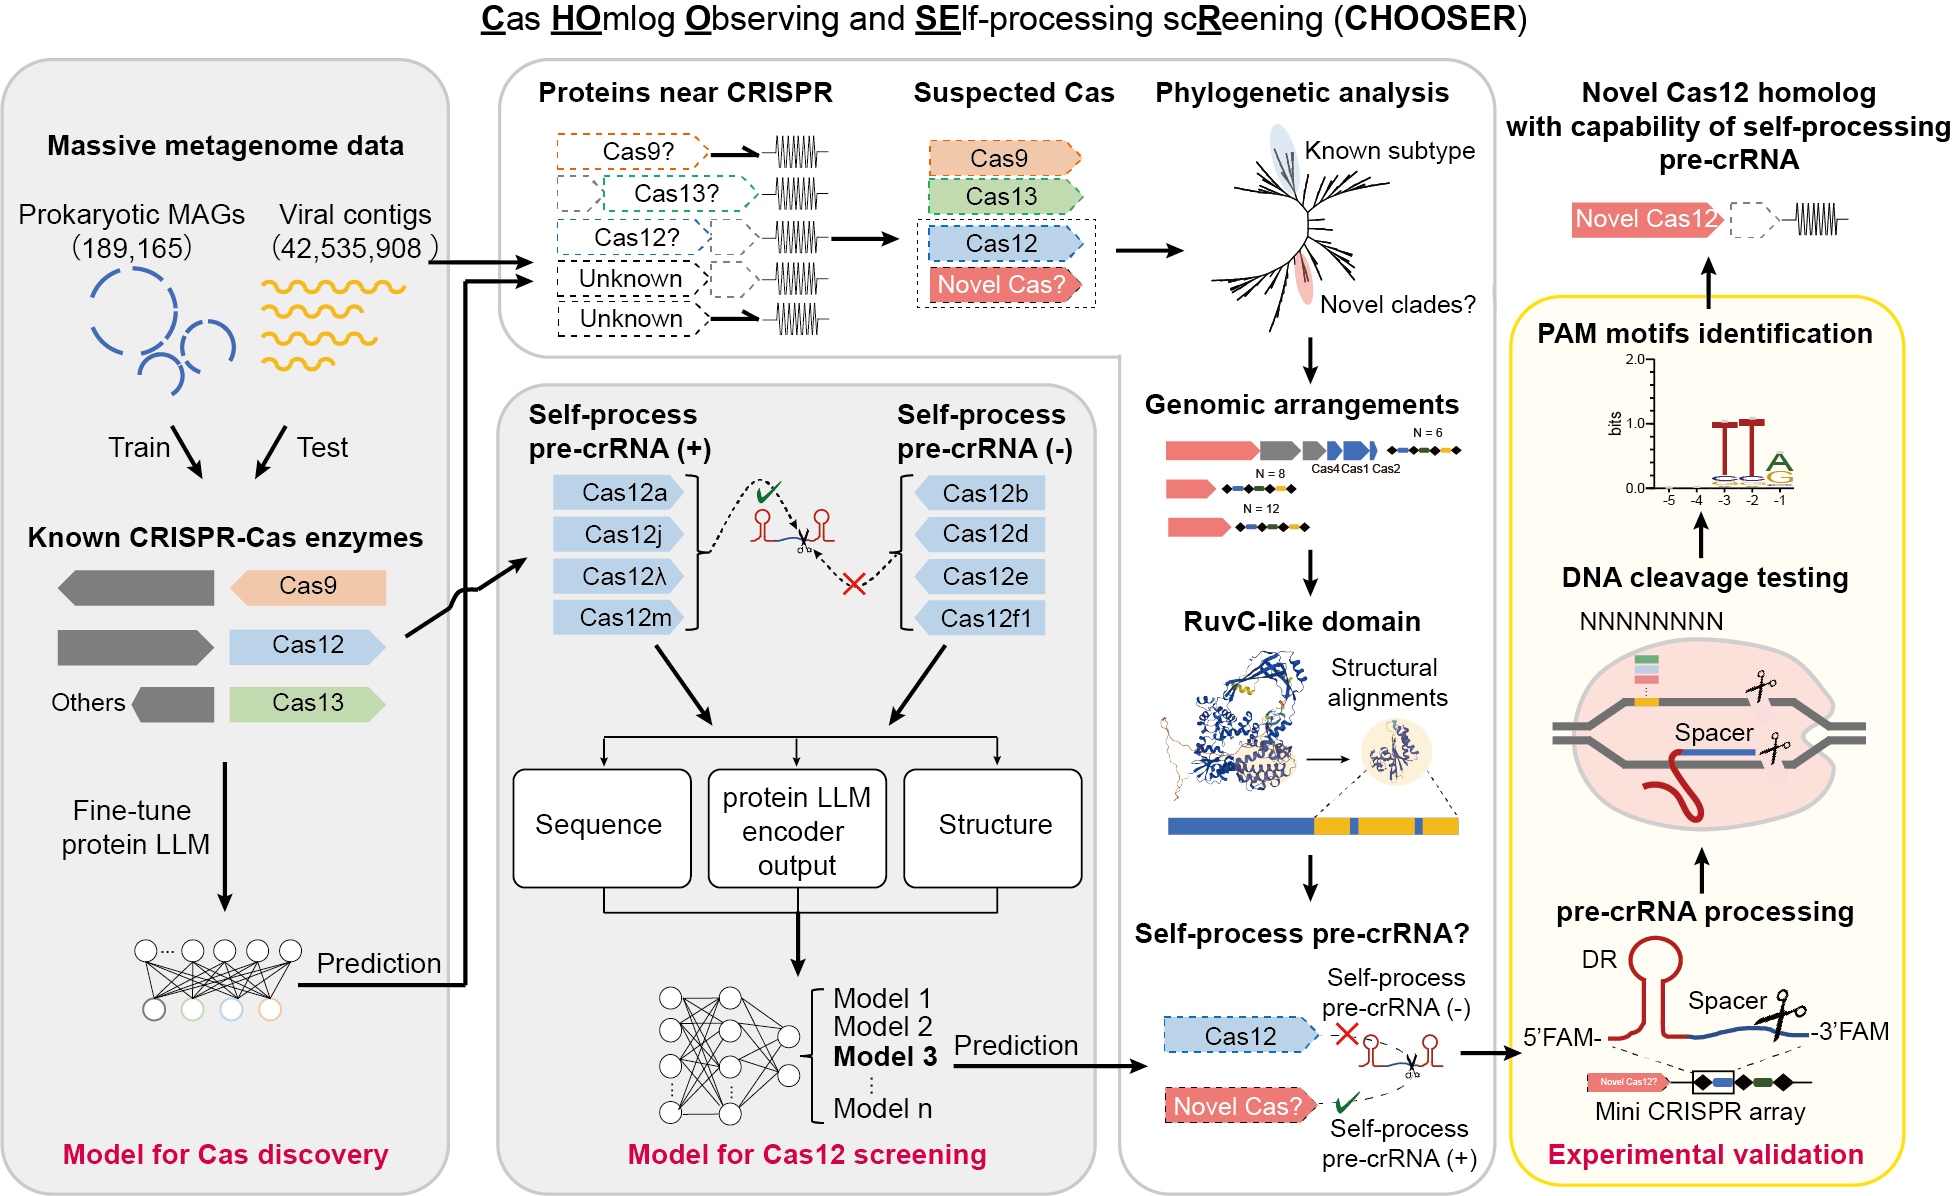 Cas HOmlog Observing and SElf-processing scReening (CHOOSER)
Massive metagenome data
Prokaryotic MAGs
(189,165)
Viral contigs
(42,535,908)
Train
Test
Known CRISPR-Cas enzymes
Cas9
Cas12
Others
Cas13
Fine-tune
protein LLM
...
Prediction
Model for Cas discovery
Proteins near CRISPR
Cas9?
Cas13?
Cas12?
Unknown
Unknown
Suspected Cas
Cas9
Cas13
Cas12
Novel Cas?
Phylogenetic analysis
Known subtype
Novel clades?
Self-process
pre-crRNA (+)
Cas12a
Cas12j
Cas12λ
Cas12m
Self-process
pre-crRNA (-)
Cas12b
Cas12d
Cas12e
Cas12f1
Sequence
protein LLM
encoder
output
Structure
Model 1
Model 2
Model 3
Model n
Prediction
Model for Cas12 screening
Genomic arrangements
N = 6
Cas4 Cas1 Cas2
N = 8
N = 12
RuvC-like domain
Structural
alignments
Self-process pre-crRNA?
Self-process
pre-crRNA (-)
Cas12
Novel Cas?
Self-process
pre-crRNA (+)
Novel Cas12 homolog
with capability of self-processing
pre-crRNA
Novel Cas12
PAM motifs identification
2.0
bits
1.0
0.0
T T A
C C G
-5 -4 -3 -2 -1
DNA cleavage testing
NNNNNNNN
Spacer
pre-crRNA processing
DR
Spacer
5'FAM-
-3'FAM
Novel Cas12?
Mini CRISPR array
Experimental validation